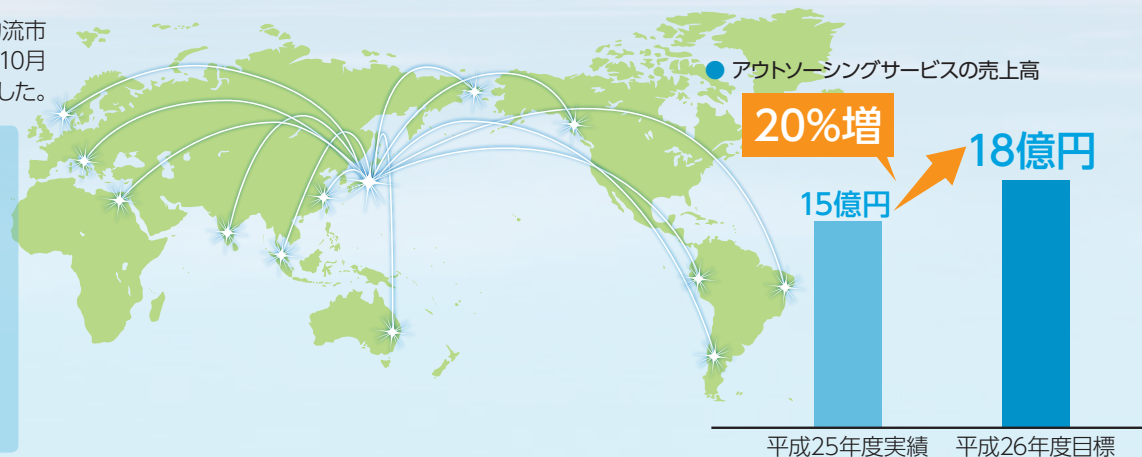 流市
10月
した。
● アウトソーシングサービスの売上高
20%増
18億円
15億円
平成25年度実績 平成26年度目標